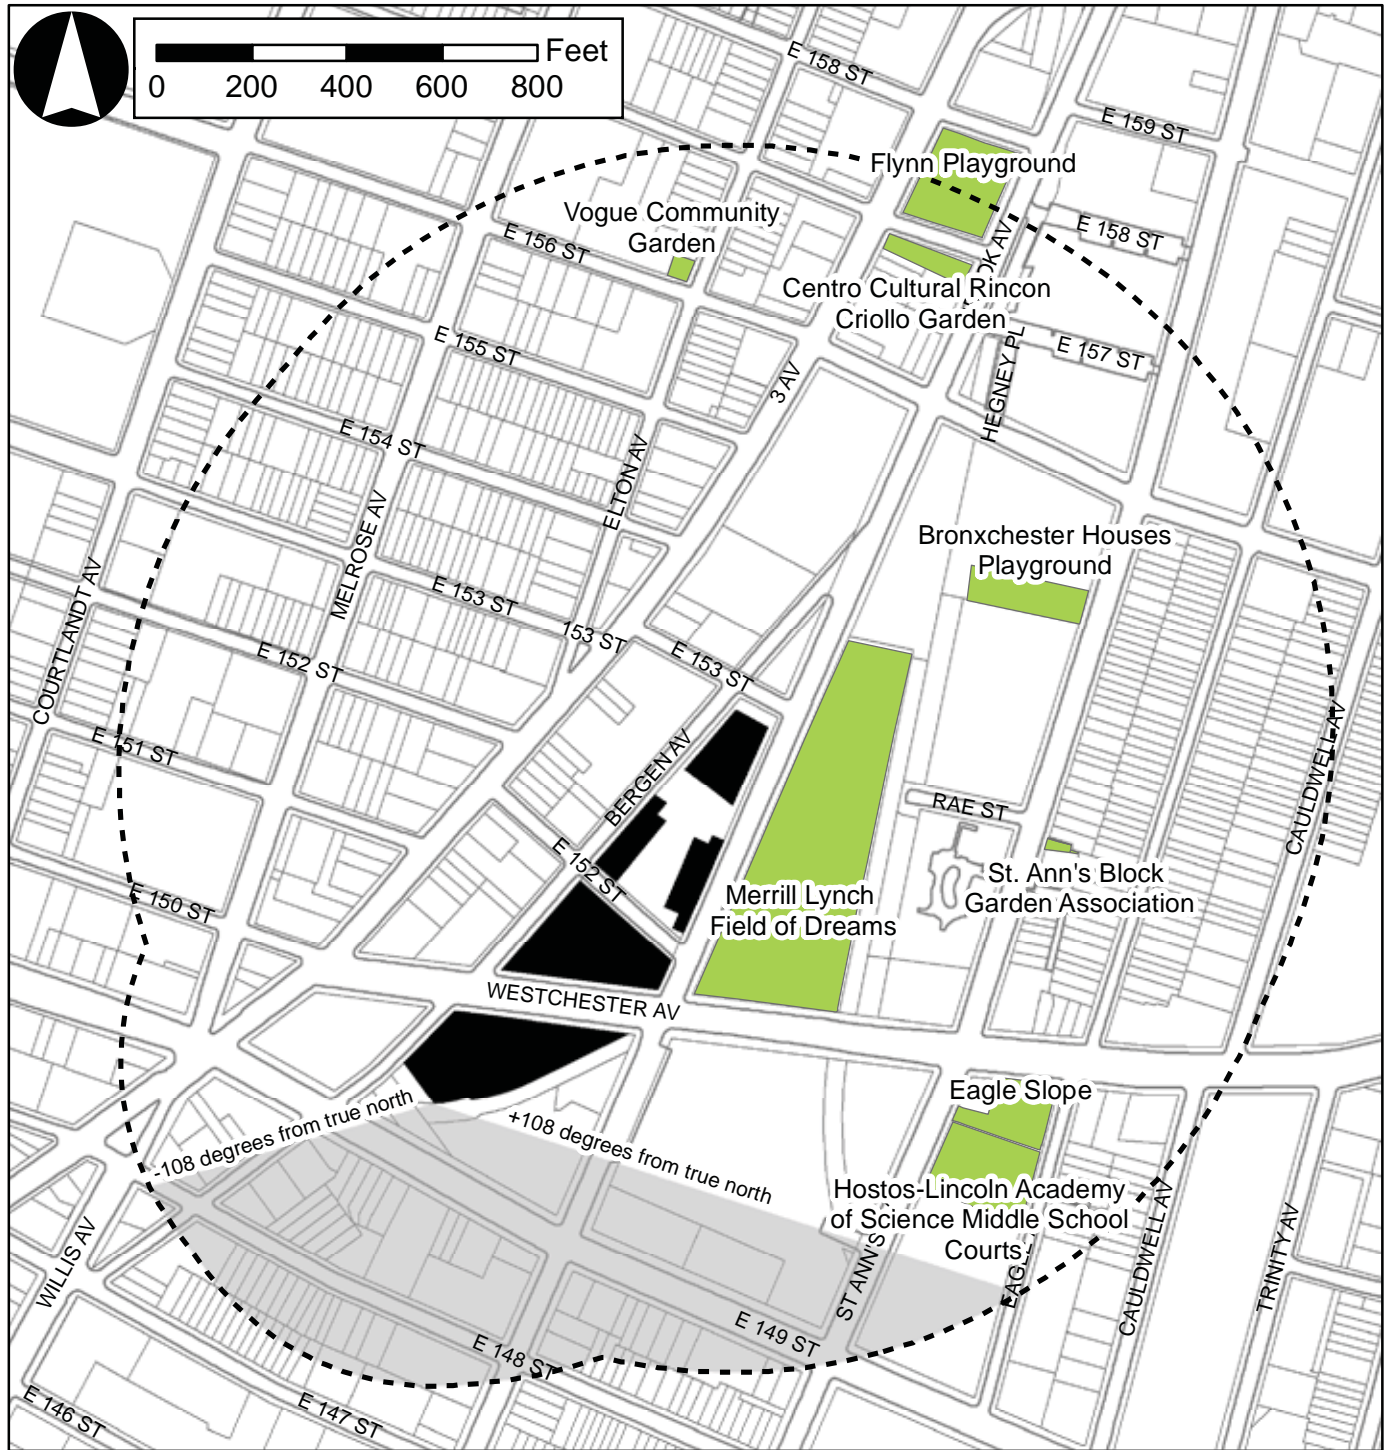 Feet
0 200 400 600 800
E 158 ST
E 159 ST
Flynn Playground
Vogue Community
Garden
E 156 ST
E 158 ST
OK AV
Centro Cultural Rincon
Criollo Garden
E 155 ST
E 157 ST
3 AV
HEGNEY PL
E 154 ST
ELTON AV
MELROSE AV
Bronxchester Houses
Playground
COURTLANDT AV
E 153 ST
153 ST
E 153 ST
E 152 ST
CAULDWELL AV
E 151 ST
BERGEN AV
RAE ST
E 152 ST
St. Ann's Block
Garden Association
Merrill Lynch
Field of Dreams
E 150 ST
WESTCHESTER AV
Eagle Slope
-108 degrees from true north
+108 degrees from true north
Hostos-Lincoln Academy
of Science Middle School
Courts
WILLIS AV
ST ANN'S
EAGL
CAULDWELL AV
TRINITY AV
E 149 ST
E 148 ST
E 147 ST
E 146 ST